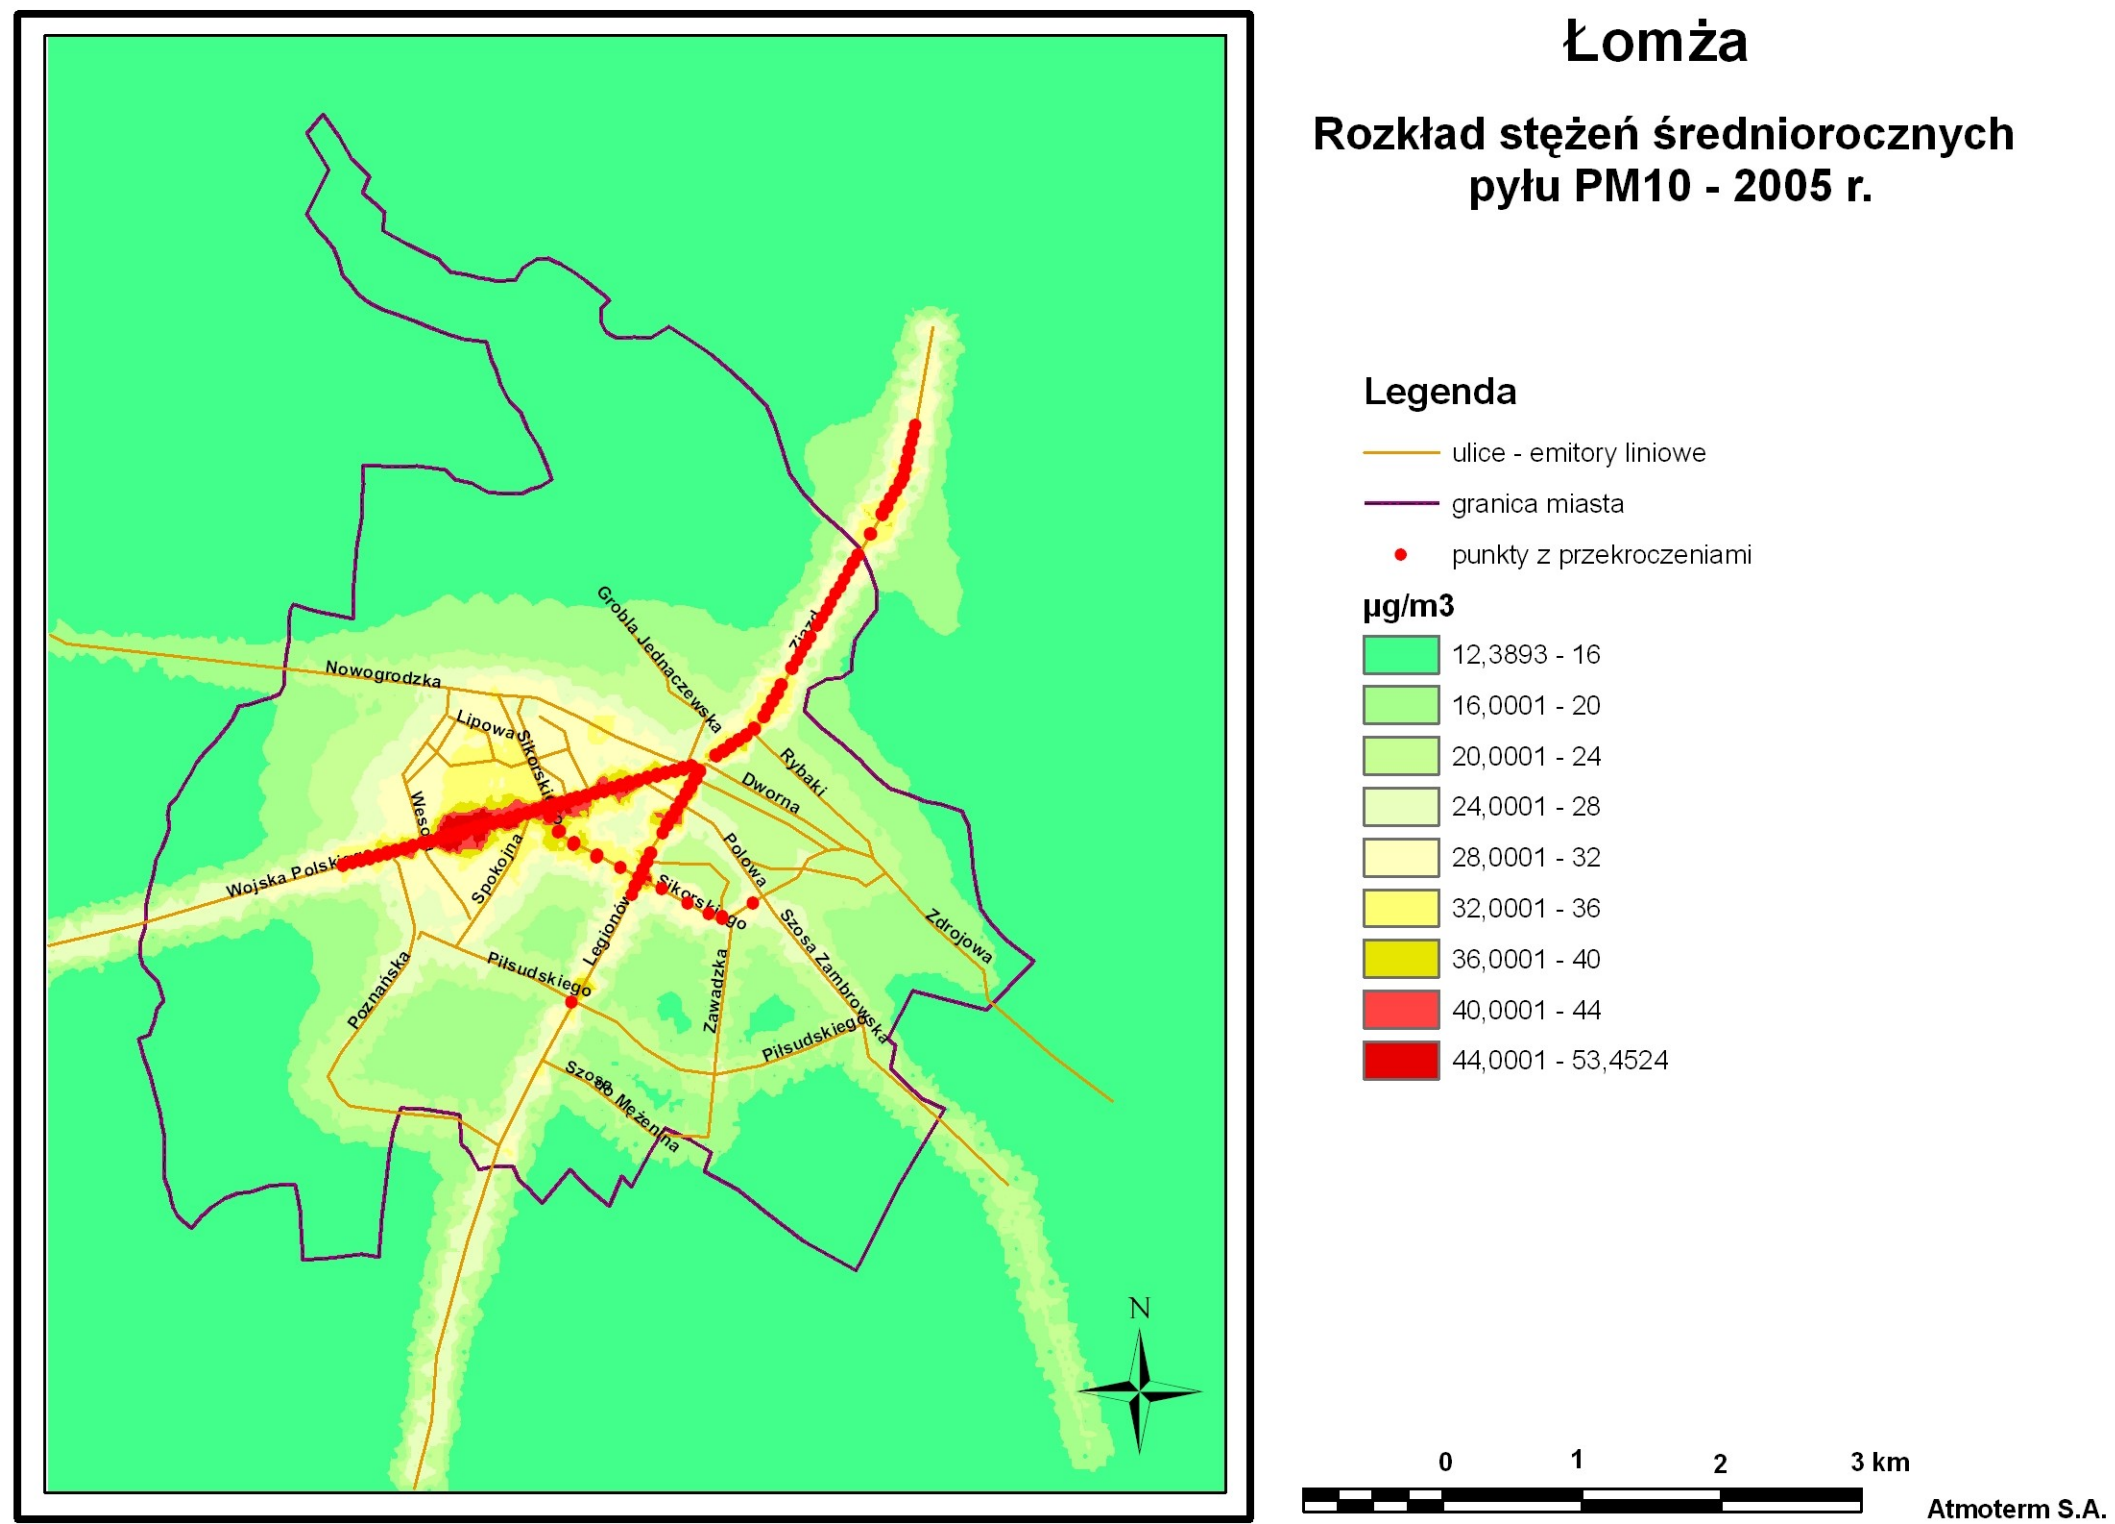 Łomża
Rozkład stężeń średniorocznych
pyłu PM10 - 2005 r.
Legenda
ulice - emitory liniowe
granica miasta
punkty z przekroczeniami
µg/m3
12,3893 - 16
16,0001 - 20
20,0001 - 24
24,0001 - 28
28,0001 - 32
32,0001 - 36
36,0001 - 40
40,0001 - 44
44,0001 - 53,4524
Grobla Jednaczewska
Zjazd
Nowogrodzka
Lipowa
Sikorskiego
Rybaki
Dworna
Wesoła
Polowa
Wojska Polskiego
Spokojna
Sikorskiego
Legionów
Szosa Zambrowska
Zdrojowa
Piłsudskiego
Poznańska
Zawadzka
Piłsudskiego
Szosa do Mężenina
N
0 1 2 3 km
Atmoterm S.A.